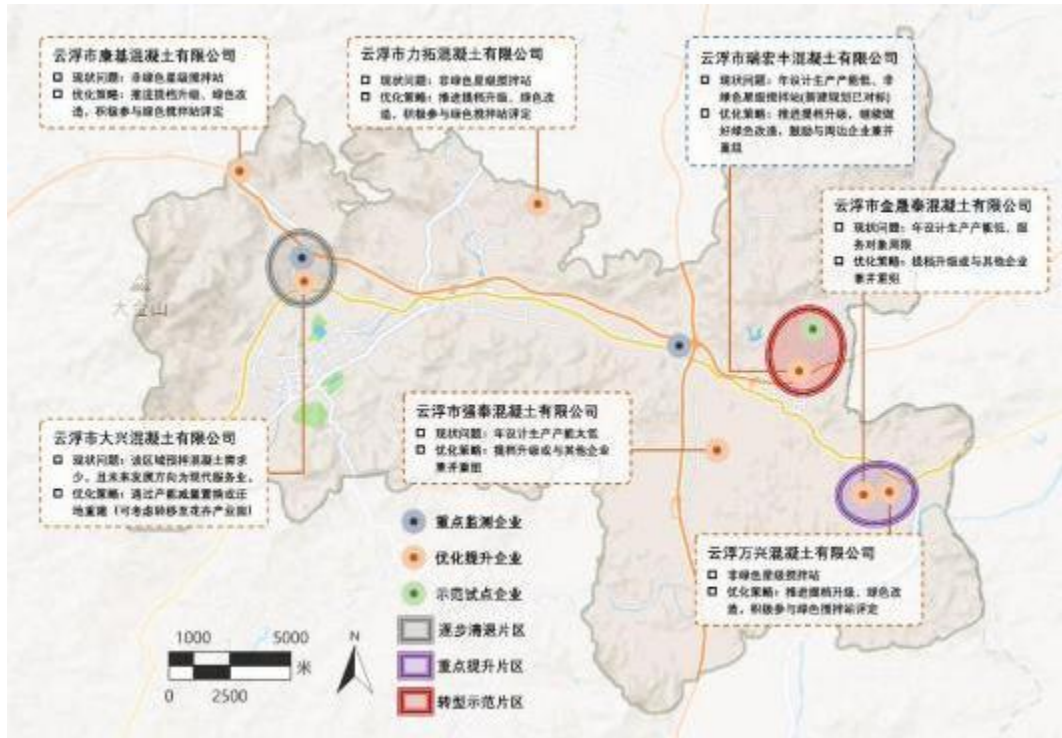 云浮市康基混凝土有限公司
现状问题：非绿色星级搅拌站
优化策略：推进提档升级、绿色改
造，积极参与绿色搅拌站评定
云浮市力拓混凝土有限公司
现状问题：非绿色星级搅拌站
优化策略：推进提档升级、绿色改
造，积极参与绿色搅拌站评定
云浮市瑞宏丰混凝土有限公司
现状问题：年设计生产产能低、非
绿色星级搅拌站(新建规划已对标)
优化策略：推进提档升级，继续做
好绿色改造，鼓励与周边企业兼并
重组
云浮市金晟泰混凝土有限公司
现状问题：年设计生产产能低、服
务对象局限
优化策略：提档升级或与其他企业
兼并重组
大金山
云浮市强泰混凝土有限公司
现状问题：年设计生产产能太低
优化策略：提档升级或与其他企业
兼并重组
云浮市大兴混凝土有限公司
现状问题：该区域预拌混凝土需求
少，且未来发展方向为现代服务业。
优化策略：通过产能减量置换或迁
地重建（可考虑转移至花卉产业园）
云浮万兴混凝土有限公司
非绿色星级搅拌站
优化策略：推进提档升级、绿色改
造，积极参与绿色搅拌站评定
重点监测企业
优化提升企业
示范试点企业
逐步清退片区
重点提升片区
转型示范片区
1000 5000
米
0 2500
N